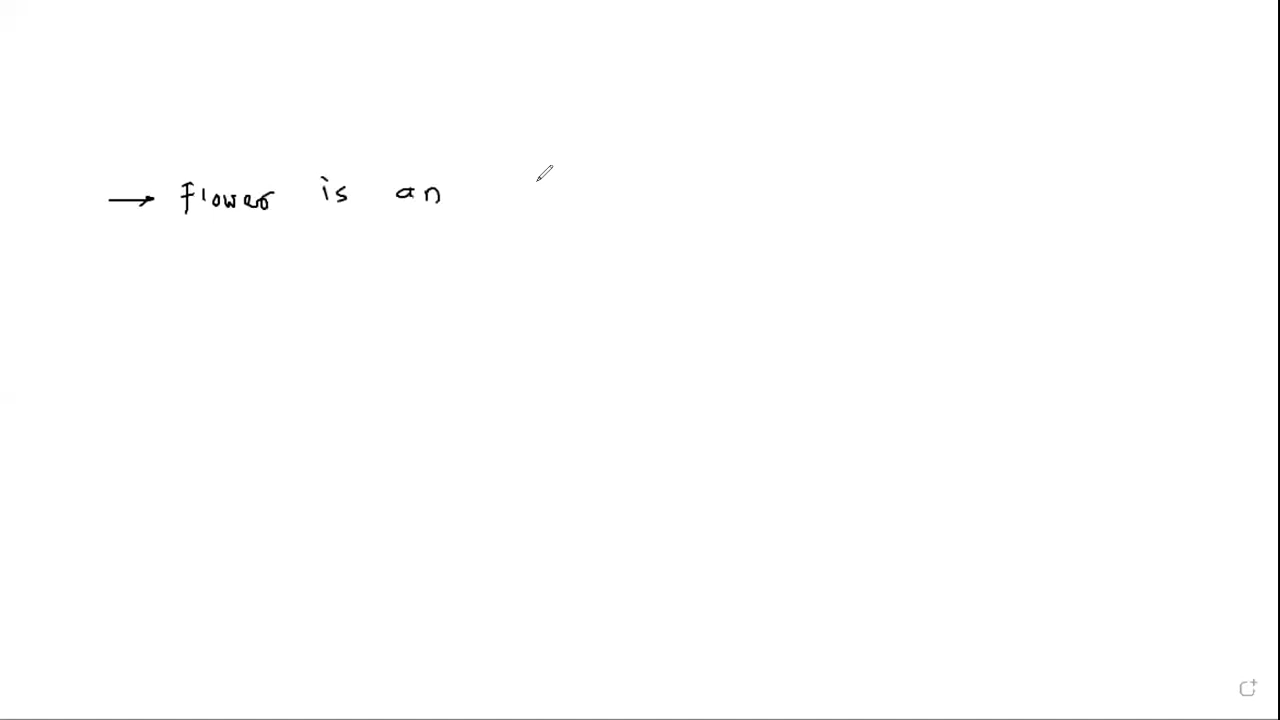 → flower is an